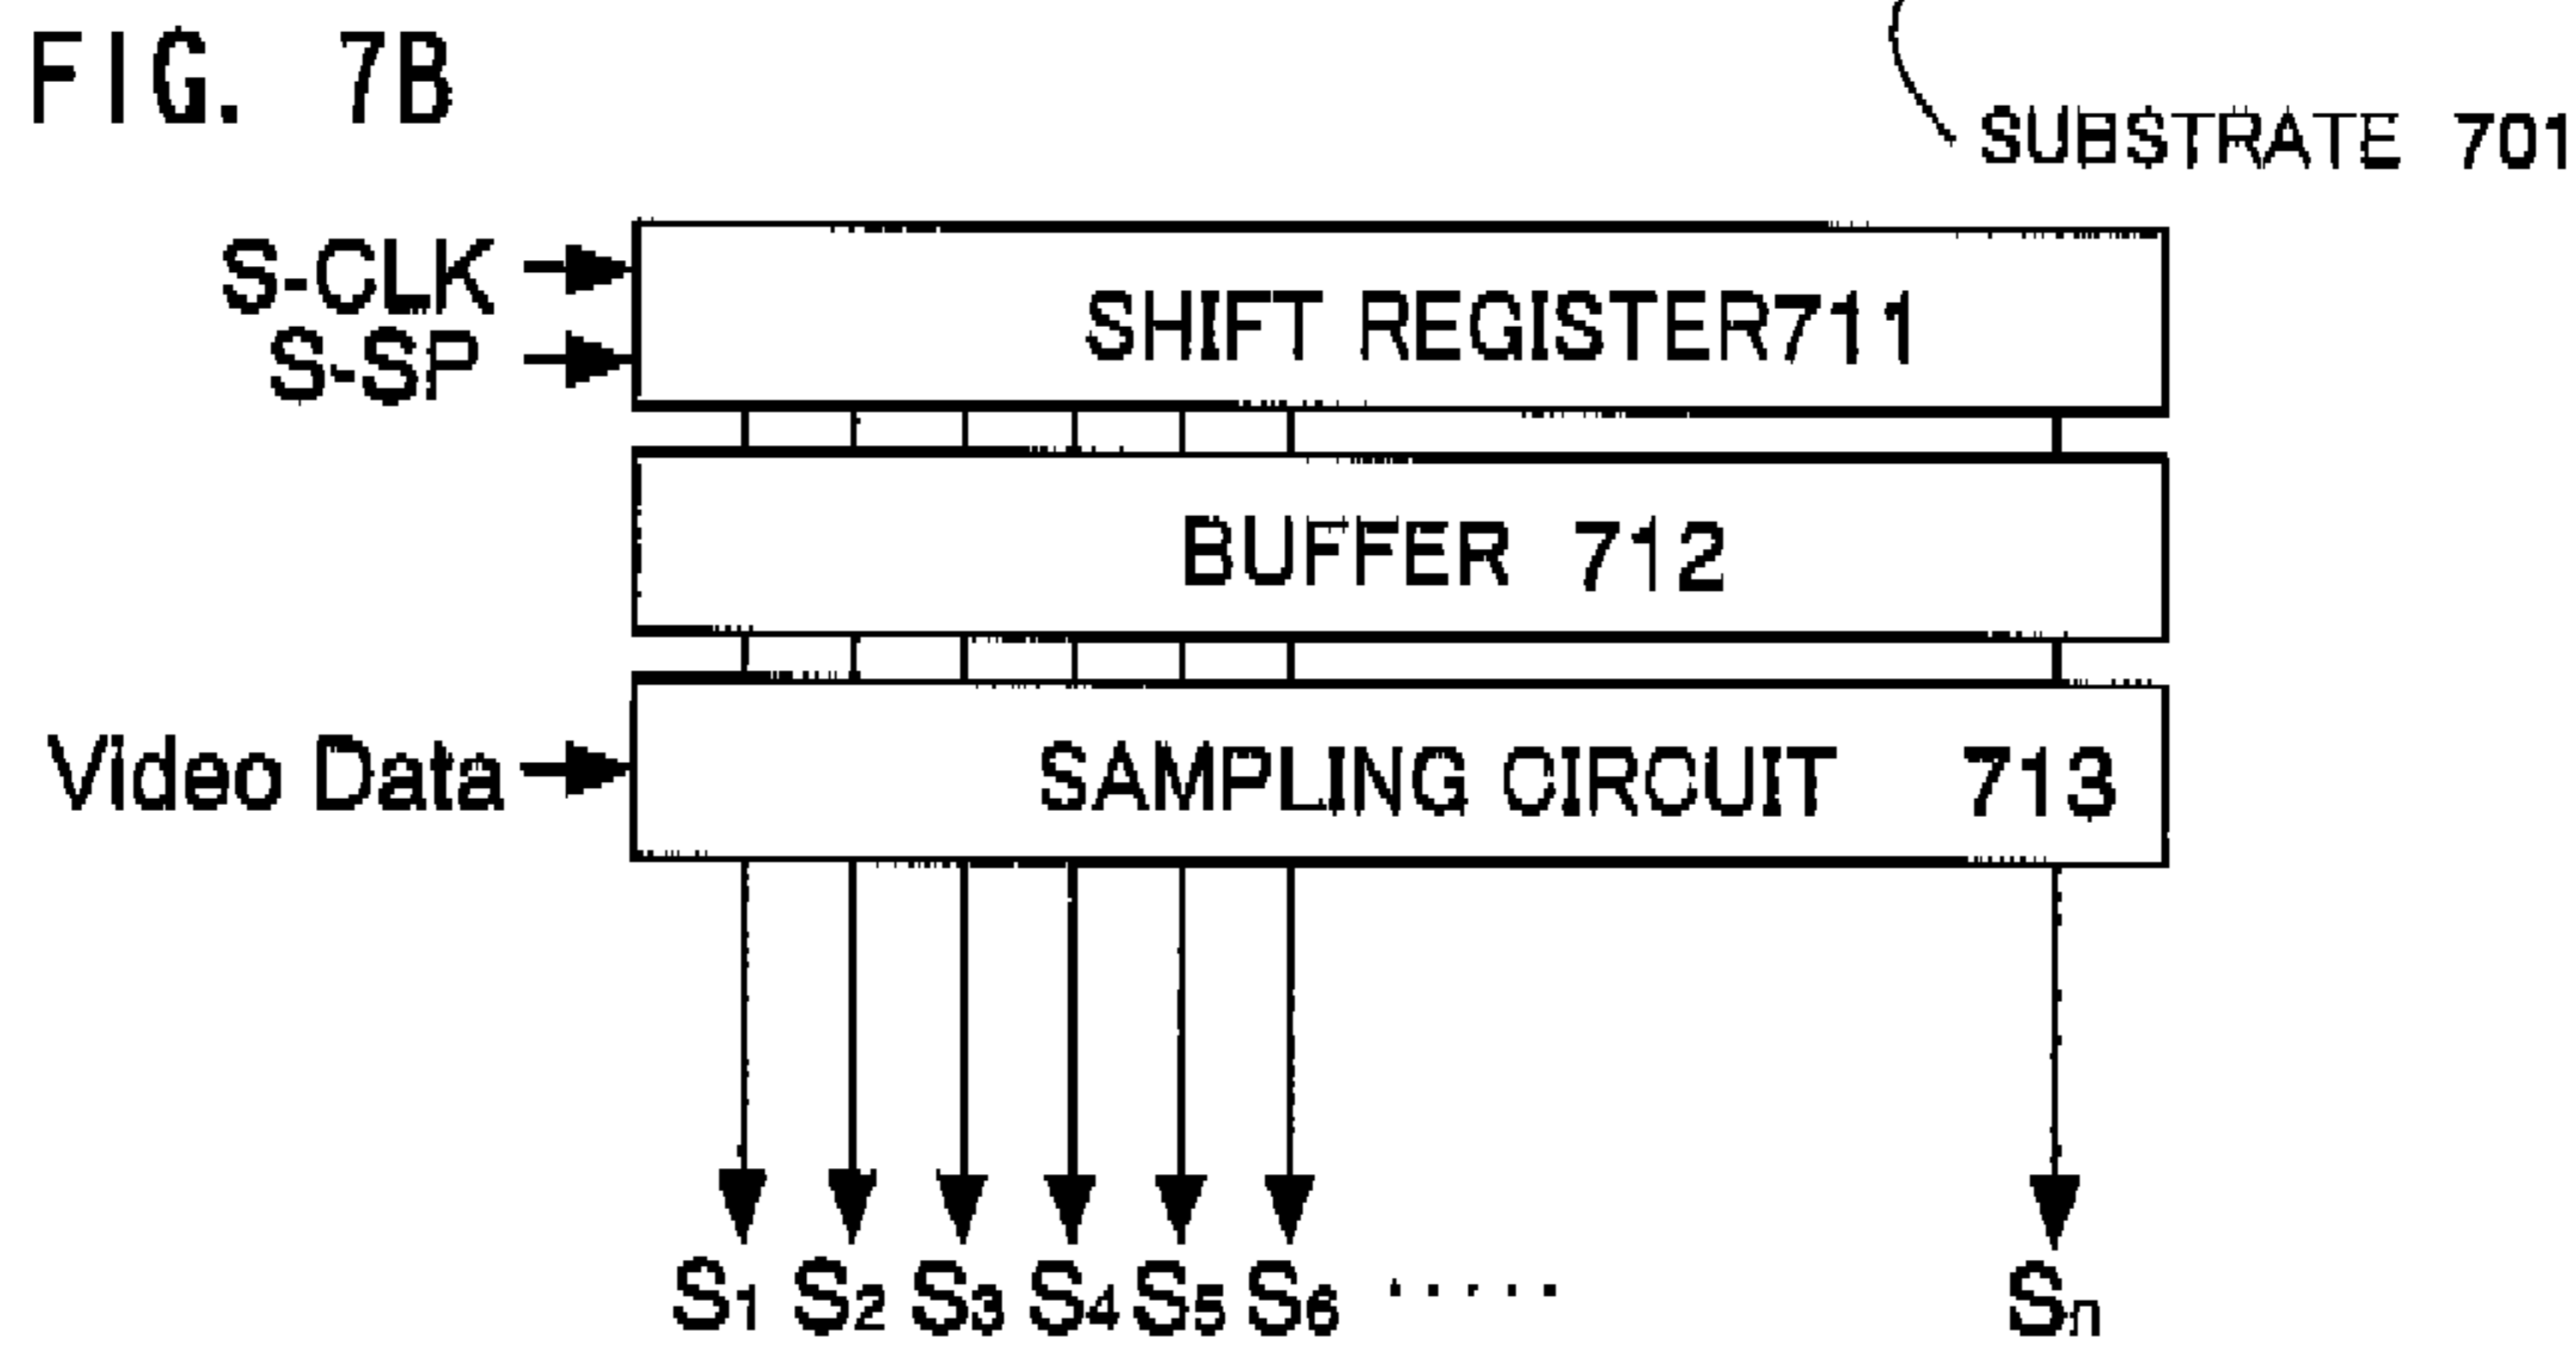 FIG. 7B
SUBSTRATE 701
S-CLK
S-SP
SHIFT REGISTER711
BUFFER 712
Video Data
SAMPLING CIRCUIT 713
S1 S2 S3 S4 S5 S6 ..... Sn